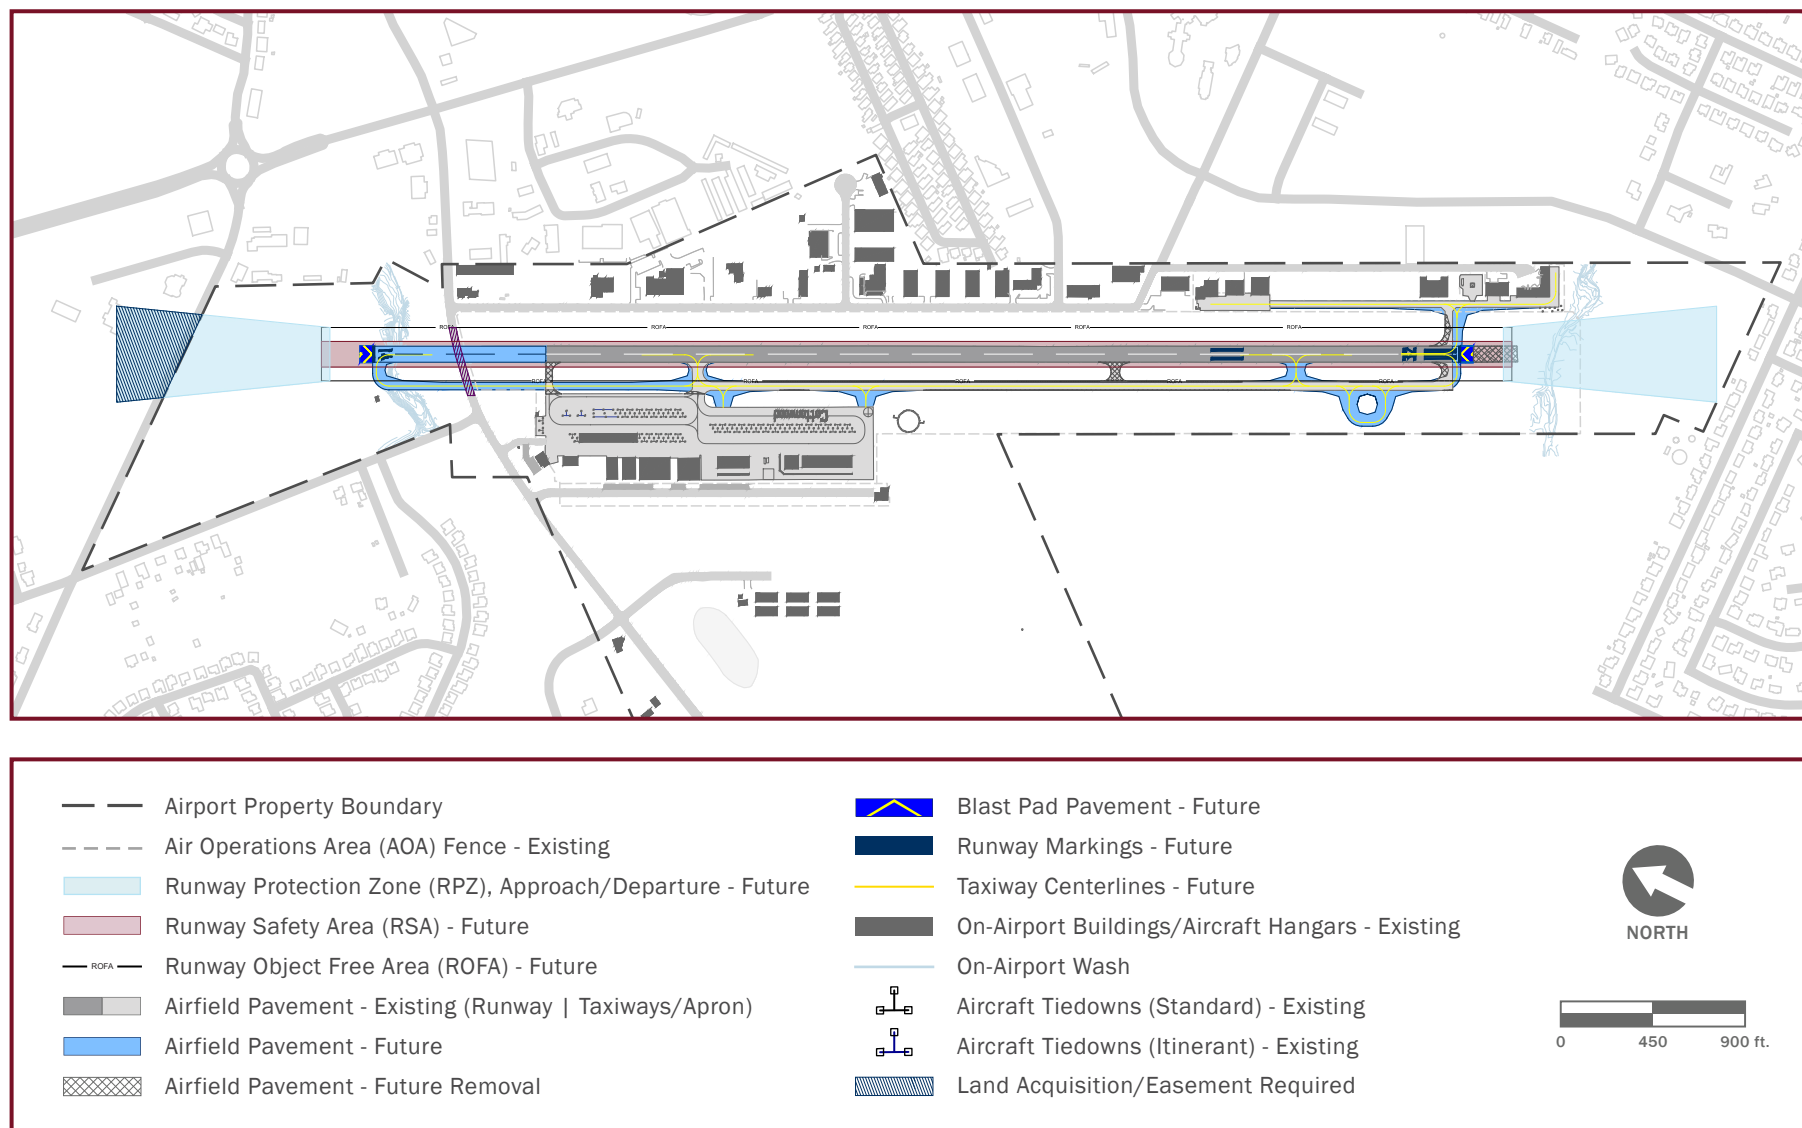 ROFA
ROFA
ROFA
ROFA
ROFA
32
ROFA
ROFA
ROFA
ROFA
ROFA
Cottonwood
Airport Property Boundary
Air Operations Area (AOA) Fence - Existing
Runway Protection Zone (RPZ), Approach/Departure - Future
Runway Safety Area (RSA) - Future
ROFA
Runway Object Free Area (ROFA) - Future
Airfield Pavement - Existing (Runway | Taxiways/Apron)
Airfield Pavement - Future
Airfield Pavement - Future Removal
Blast Pad Pavement - Future
Runway Markings - Future
Taxiway Centerlines - Future
On-Airport Buildings/Aircraft Hangars - Existing
On-Airport Wash
Aircraft Tiedowns (Standard) - Existing
Aircraft Tiedowns (Itinerant) - Existing
Land Acquisition/Easement Required
NORTH
0 450 900 ft.